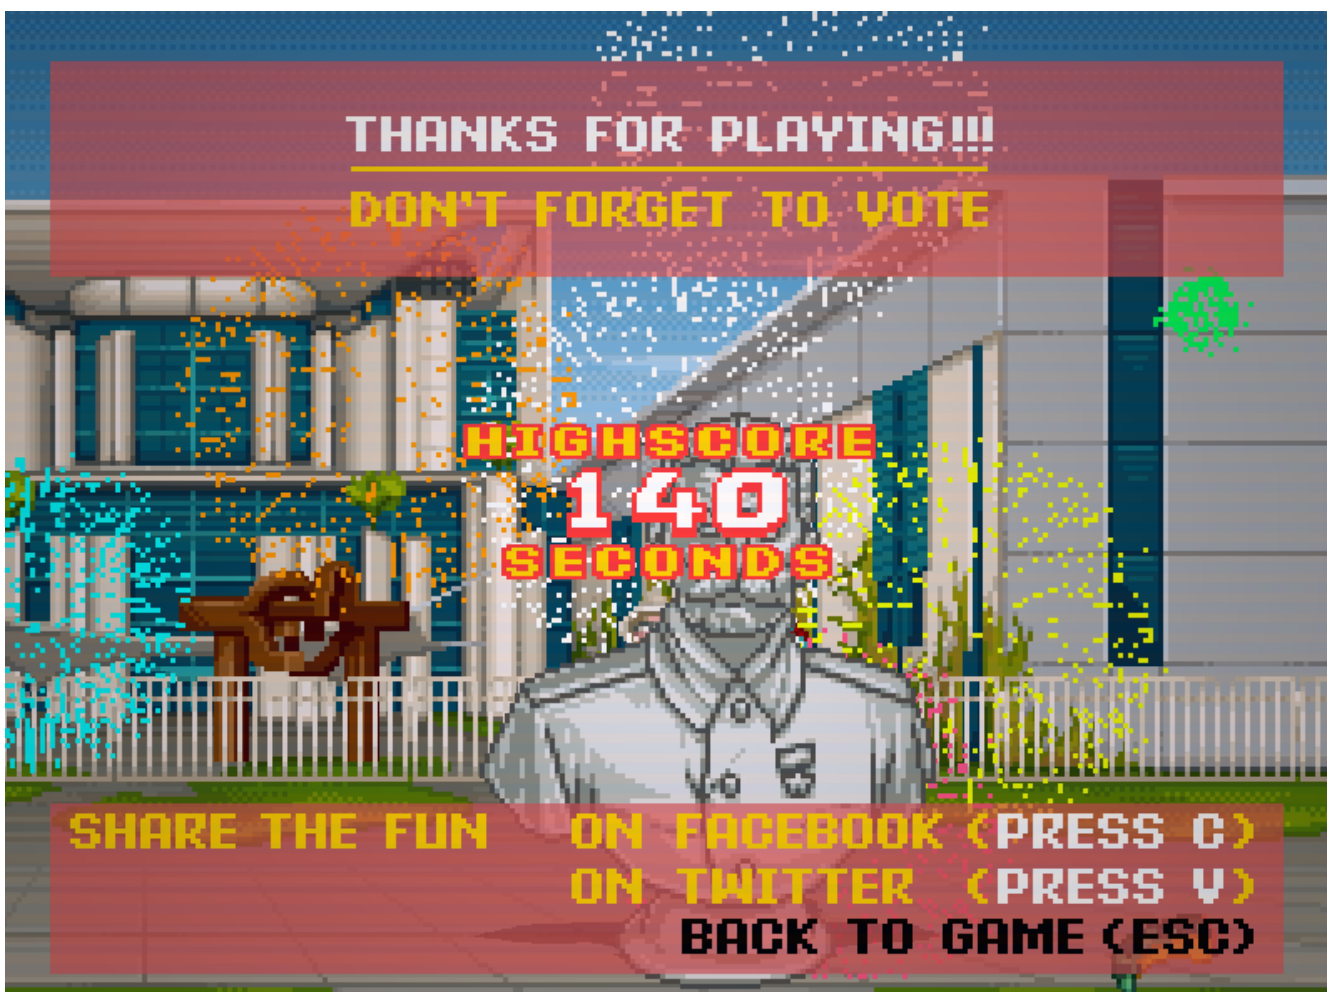 THANKS FOR PLAYING!!!
DON'T FORGET TO VOTE
HIGHSCORE
140
SECONDS
SHARE THE FUN ON FACEBOOK (PRESS C)
ON TWITTER (PRESS V)
BACK TO GAME (ESC)